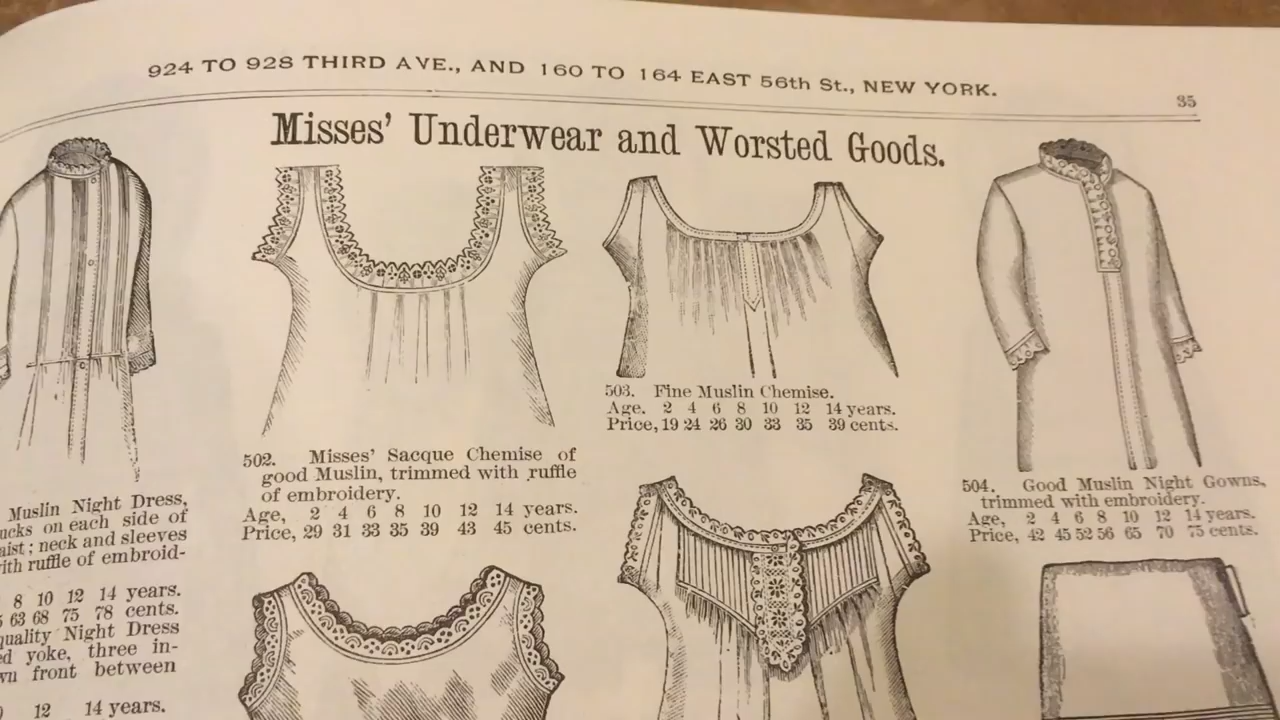 924 TO 928 THIRD AVE., AND 160 TO 164 EAST 56th St., NEW YORK.
35
Misses' Underwear and Worsted Goods.
Muslin Night Dress,
ucks on each side of
aist; neck and sleeves
ith ruffle of embroid-
8 10 12 14 years.
63 68 75 78 cents.
quality Night Dress
ed yoke, three in-
wn front between
12 14 years.
502. Misses' Sacque Chemise of
good Muslin, trimmed with ruffle
of embroidery.
Age, 2 4 6 8 10 12 14 years.
Price, 29 31 33 35 39 43 45 cents.
503. Fine Muslin Chemise.
Age. 2 4 6 8 10 12 14 years.
Price, 19 24 26 30 33 35 39 cents.
504. Good Muslin Night Gowns,
trimmed with embroidery.
Age, 2 4 6 8 10 12 14 years.
Price, 42 45 52 56 65 70 75 cents.